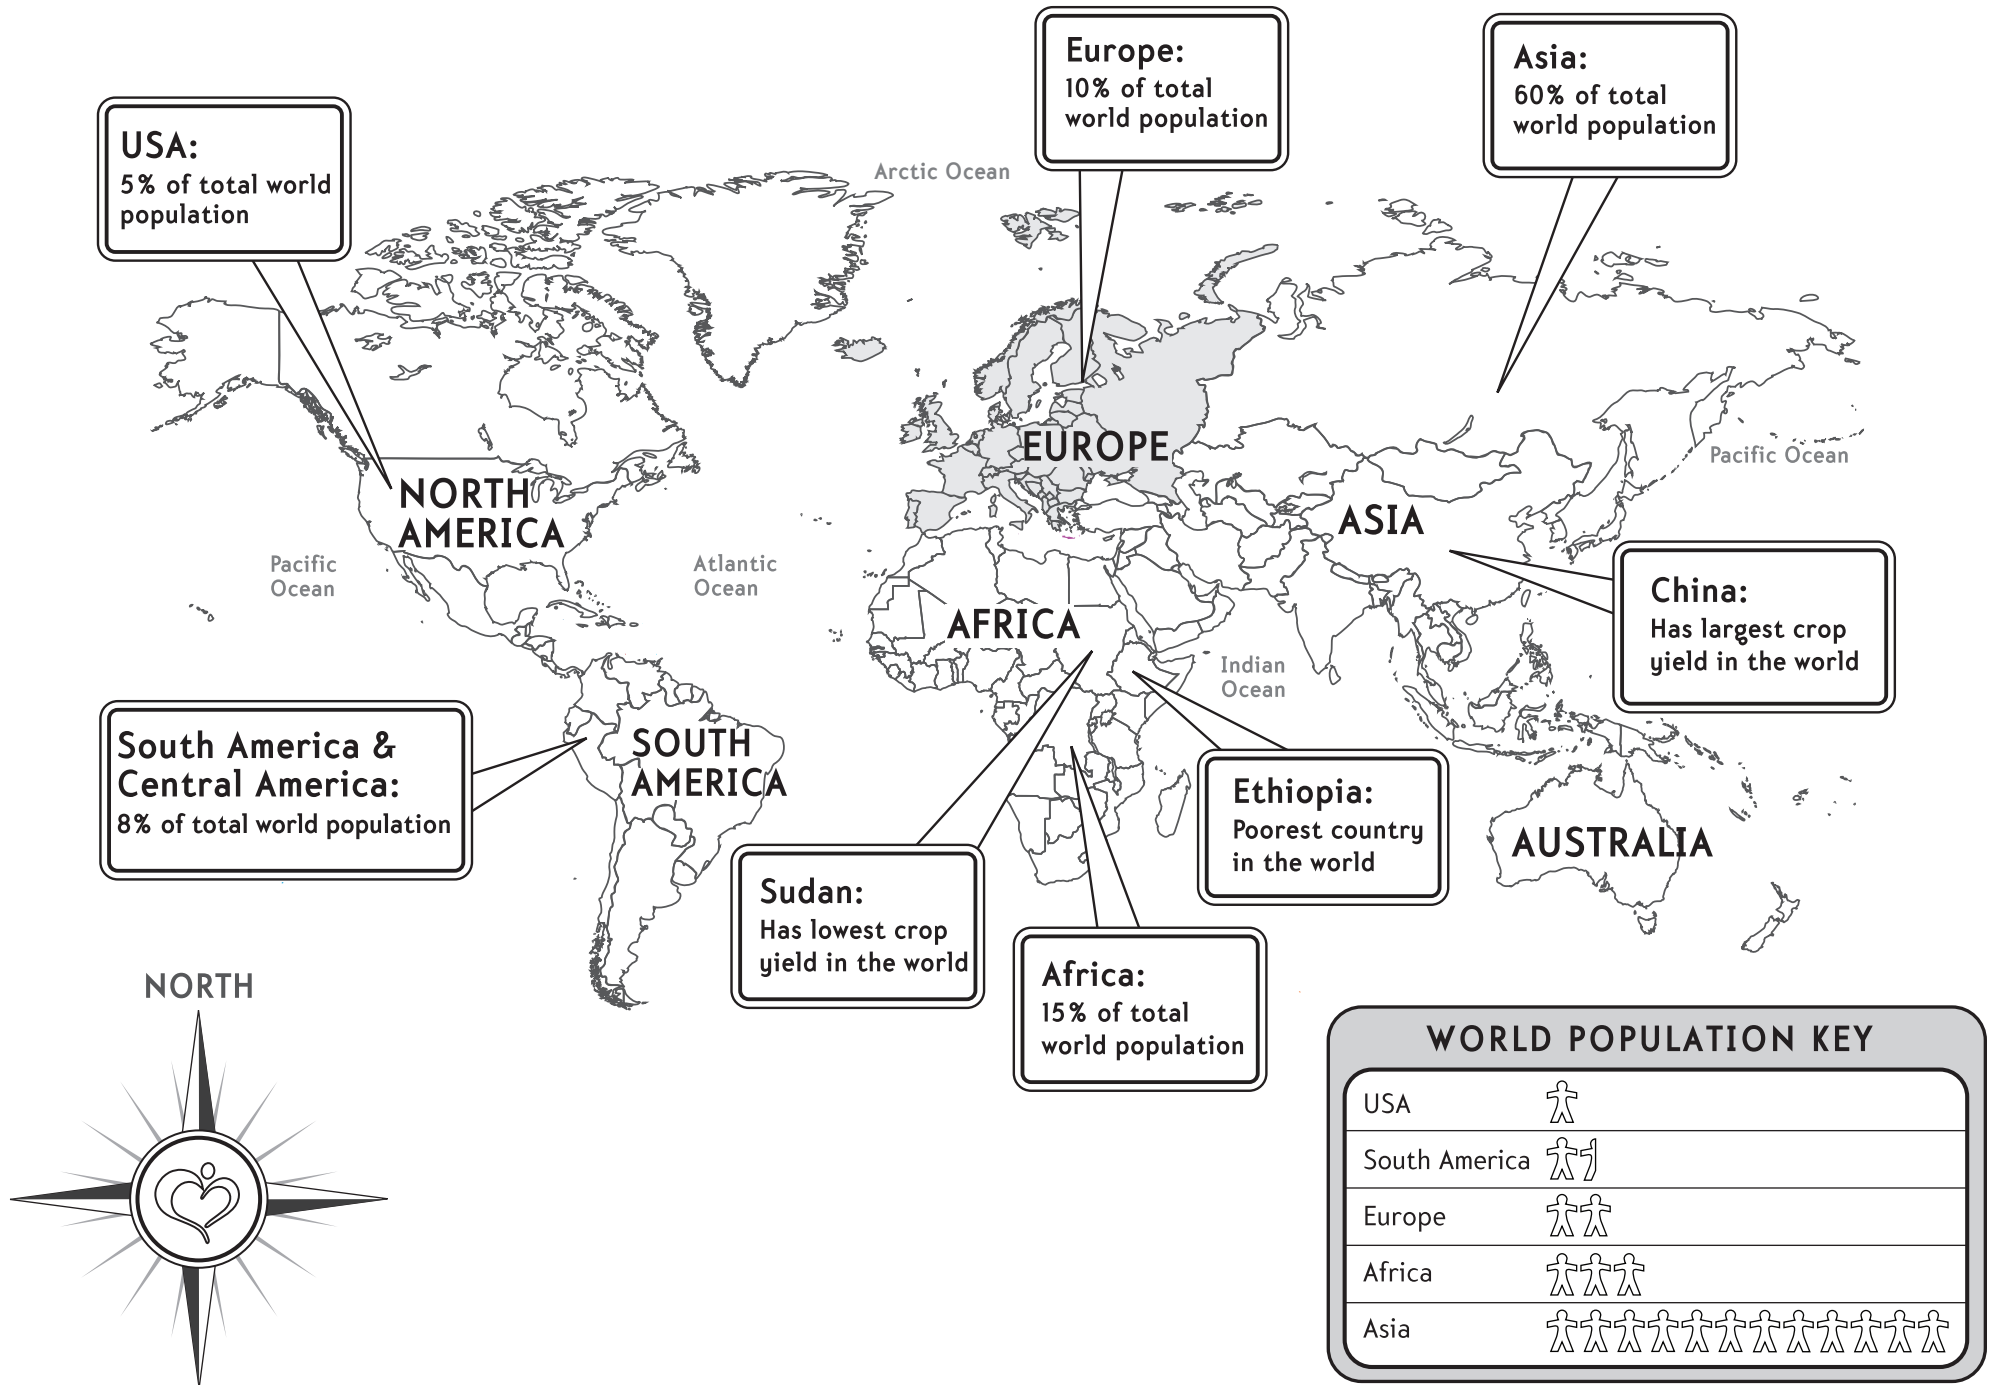 Europe:
10% of total
world population
Asia:
60% of total
world population
USA:
5% of total world
population
Arctic Ocean
EUROPE
Pacific Ocean
NORTH
AMERICA
ASIA
Pacific
Ocean
Atlantic
Ocean
China:
Has largest crop
yield in the world
AFRICA
Indian
Ocean
South America &
Central America:
8% of total world population
SOUTH
AMERICA
Ethiopia:
Poorest country
in the world
AUSTRALIA
Sudan:
Has lowest crop
yield in the world
Africa:
15% of total
world population
NORTH
WORLD POPULATION KEY
USA
South America
Europe
Africa
Asia